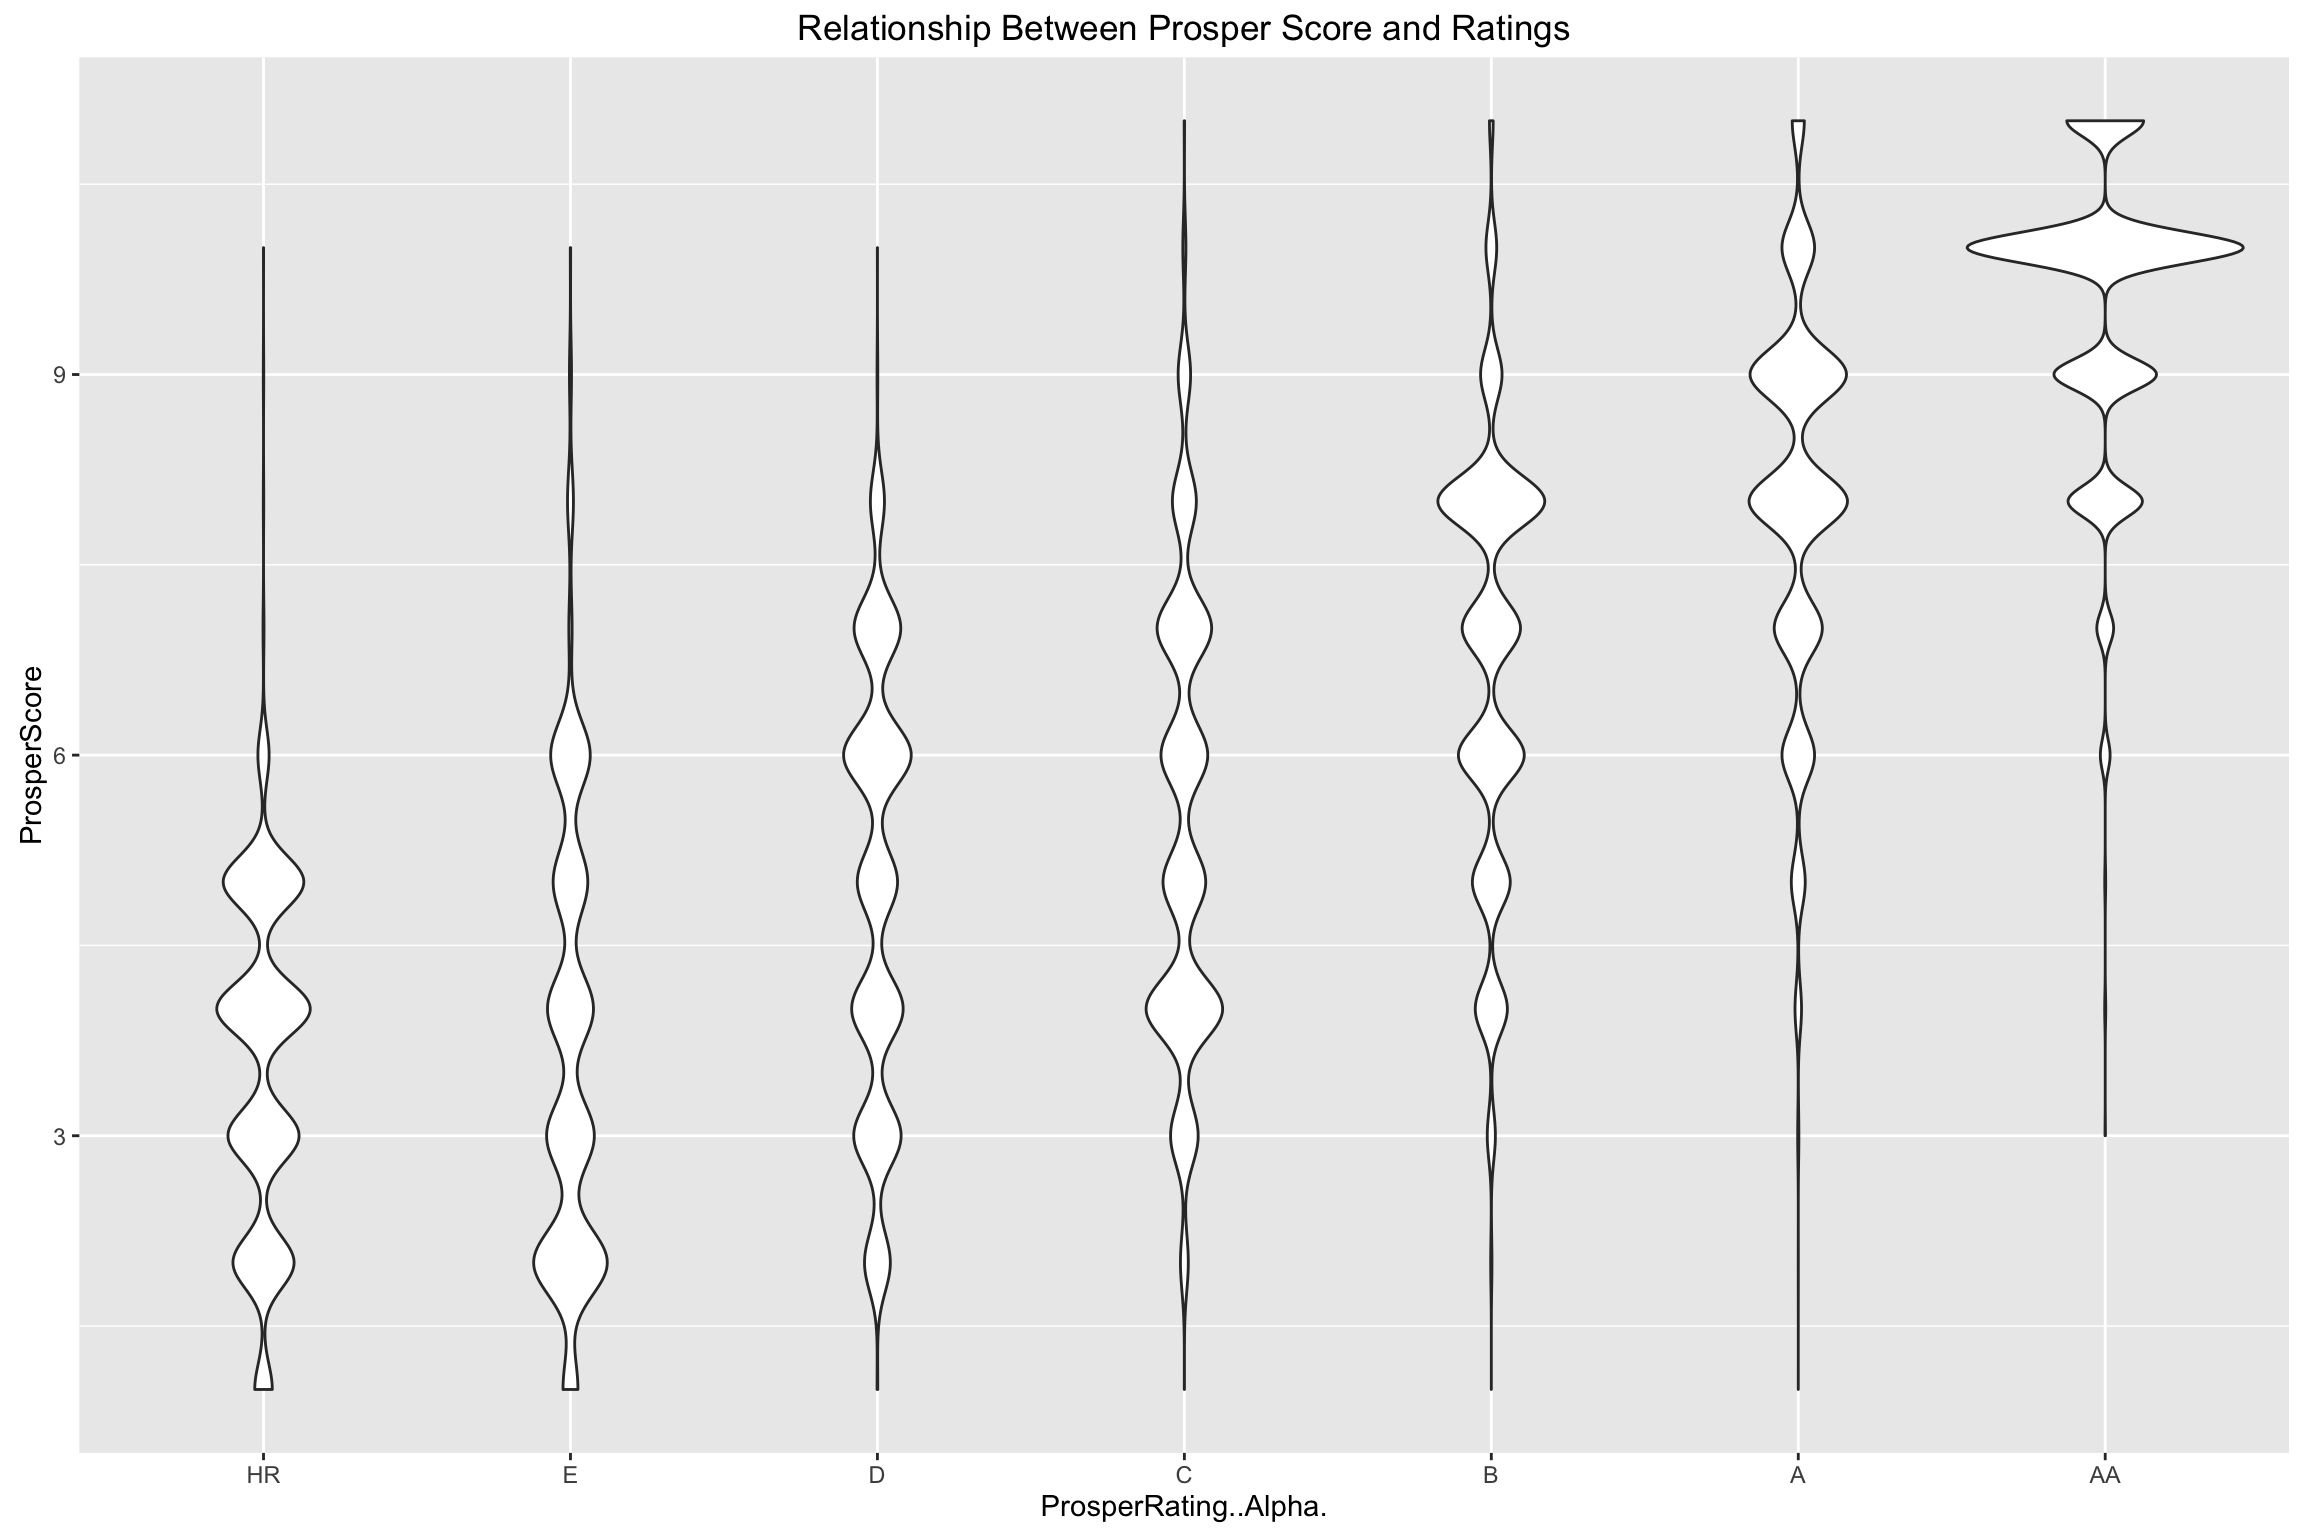 Relationship Between Prosper Score and Ratings
ProsperScore
9
6
3
HR E D C B A AA
ProsperRating..Alpha.